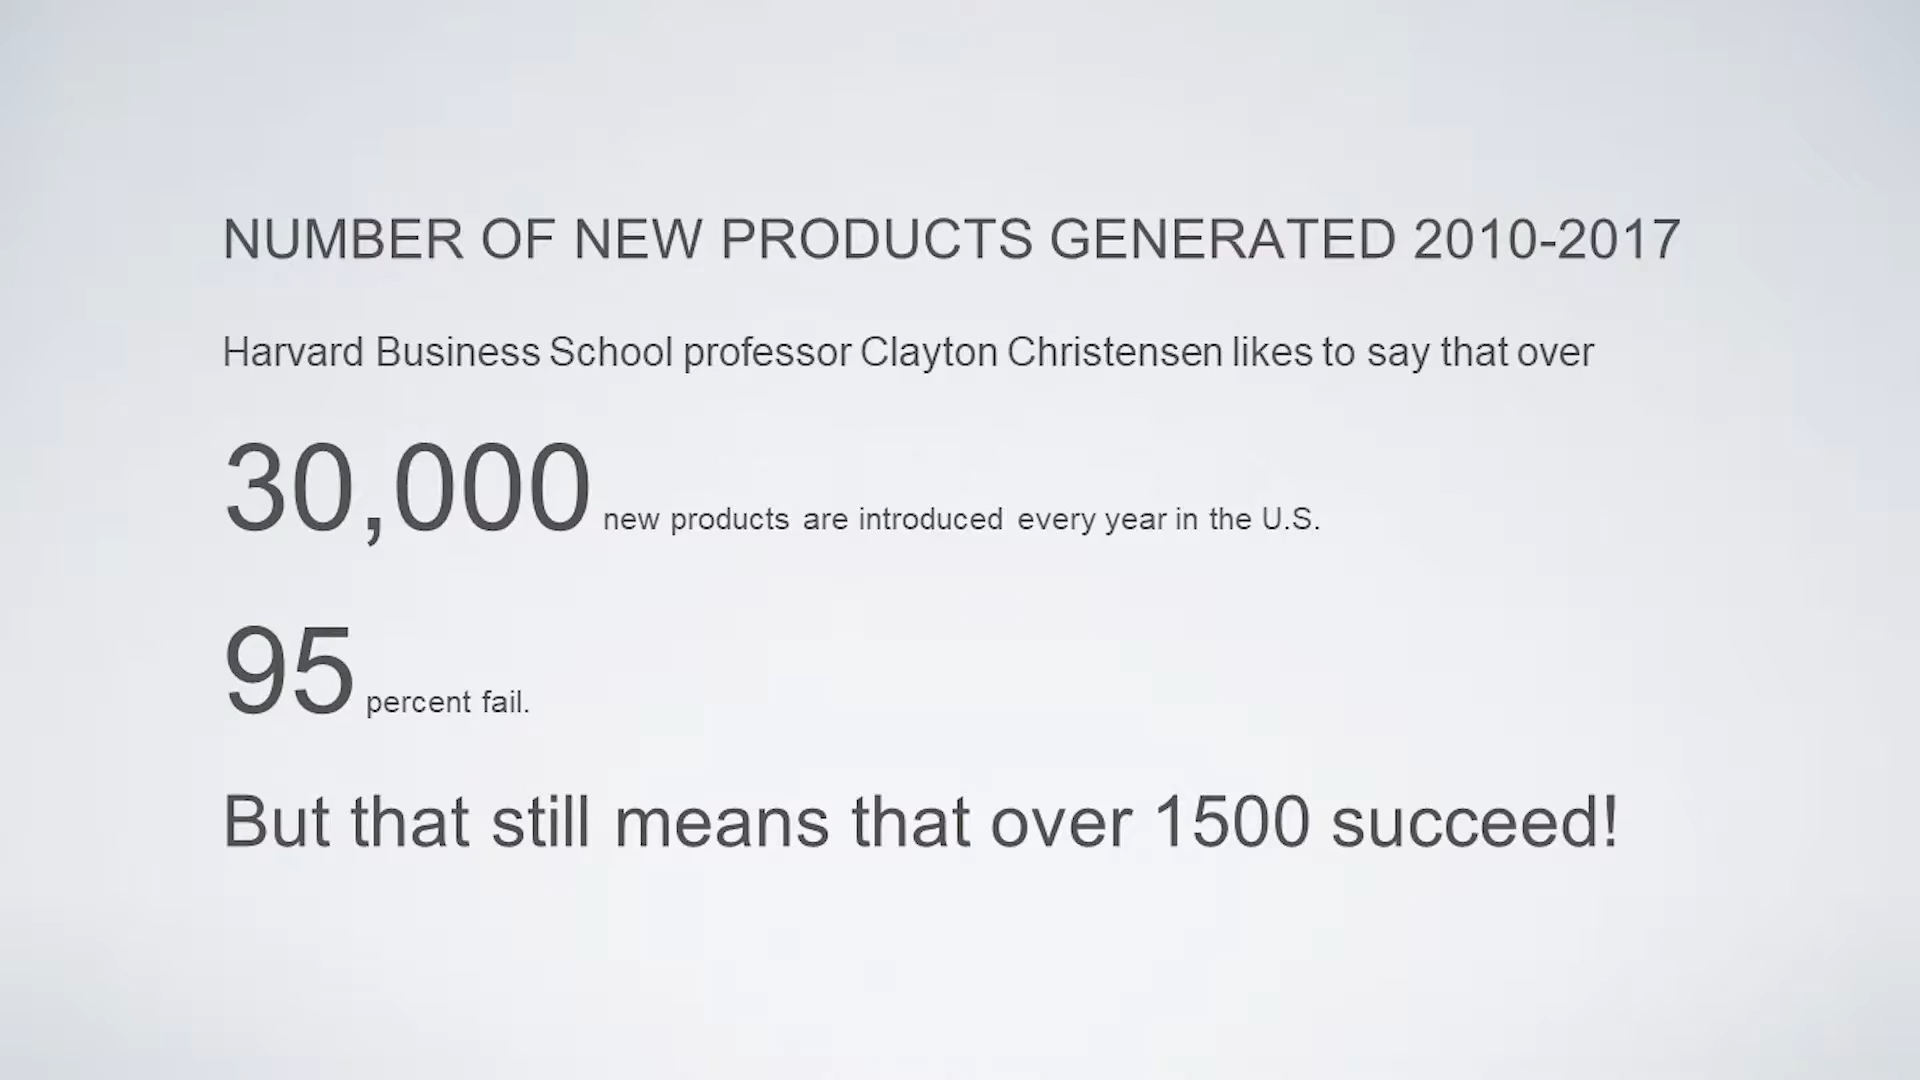 NUMBER OF NEW PRODUCTS GENERATED 2010-2017
Harvard Business School professor Clayton Christensen likes to say that over
30,000 new products are introduced every year in the U.S.
95 percent fail.
But that still means that over 1500 succeed!